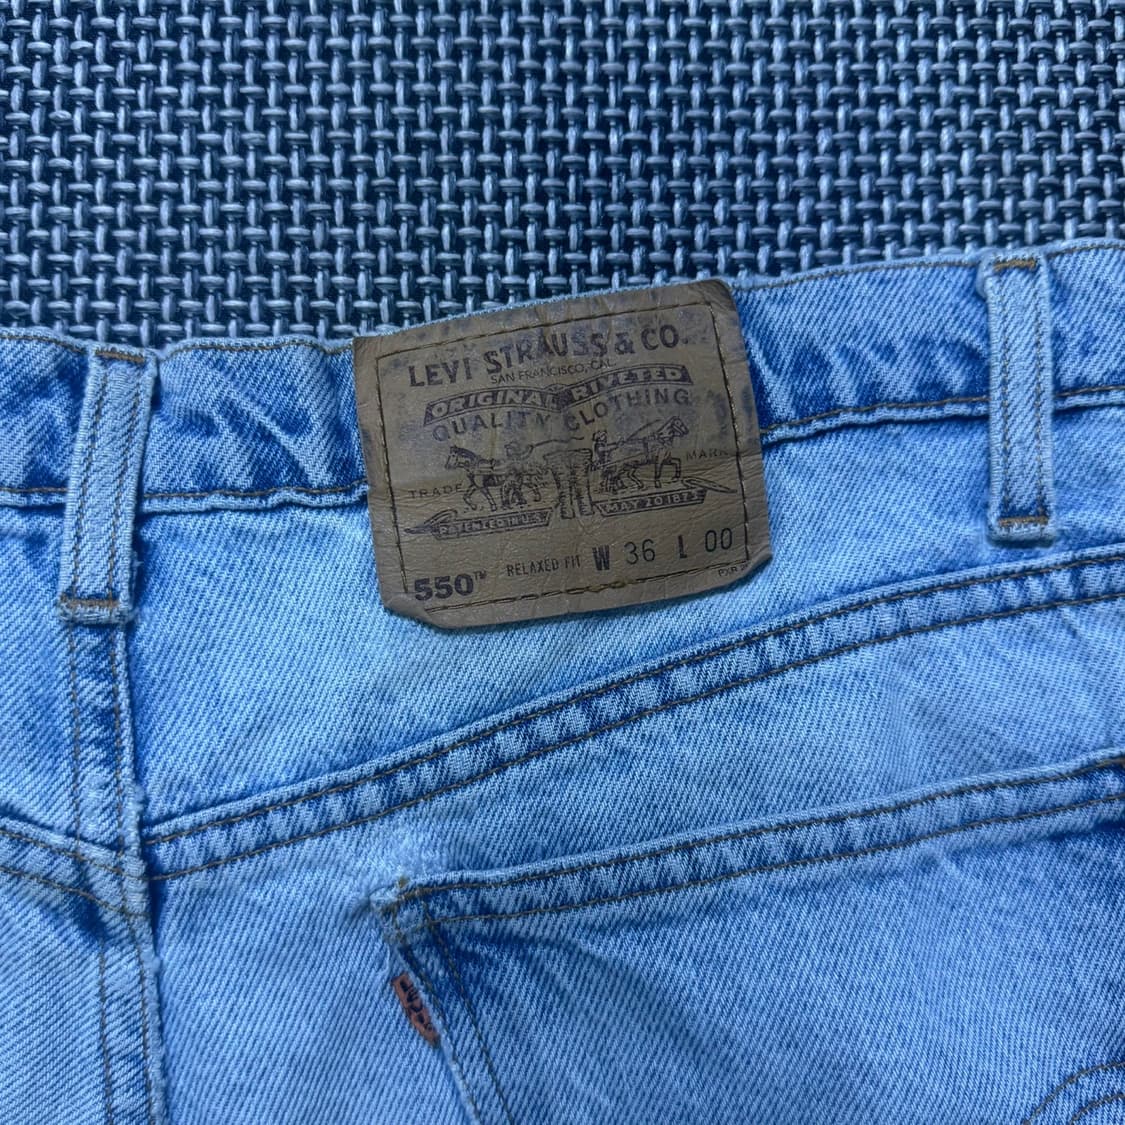 LEVI STRAUSS & CO.
SAN FRANCISCO, CAL.
ORIGINAL RIVETED
QUALITY CLOTHING
TRADE MARK
PATENTED IN U.S. MAY 20 1873
550™ RELAXED FIT W 36 L 00